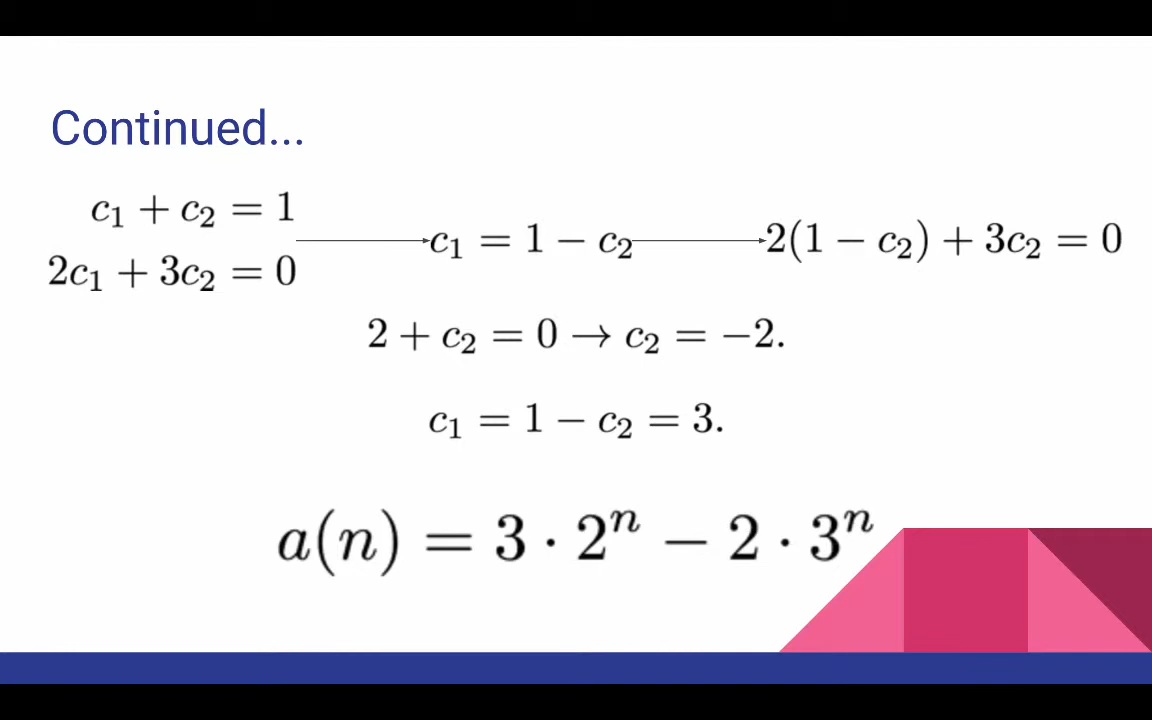 Continued...
c₁ + c₂ = 1
2c₁ + 3c₂ = 0
c₁ = 1 − c₂
2(1 − c₂) + 3c₂ = 0
2 + c₂ = 0 → c₂ = −2.
c₁ = 1 − c₂ = 3.
a(n) = 3 · 2ⁿ − 2 · 3ⁿ